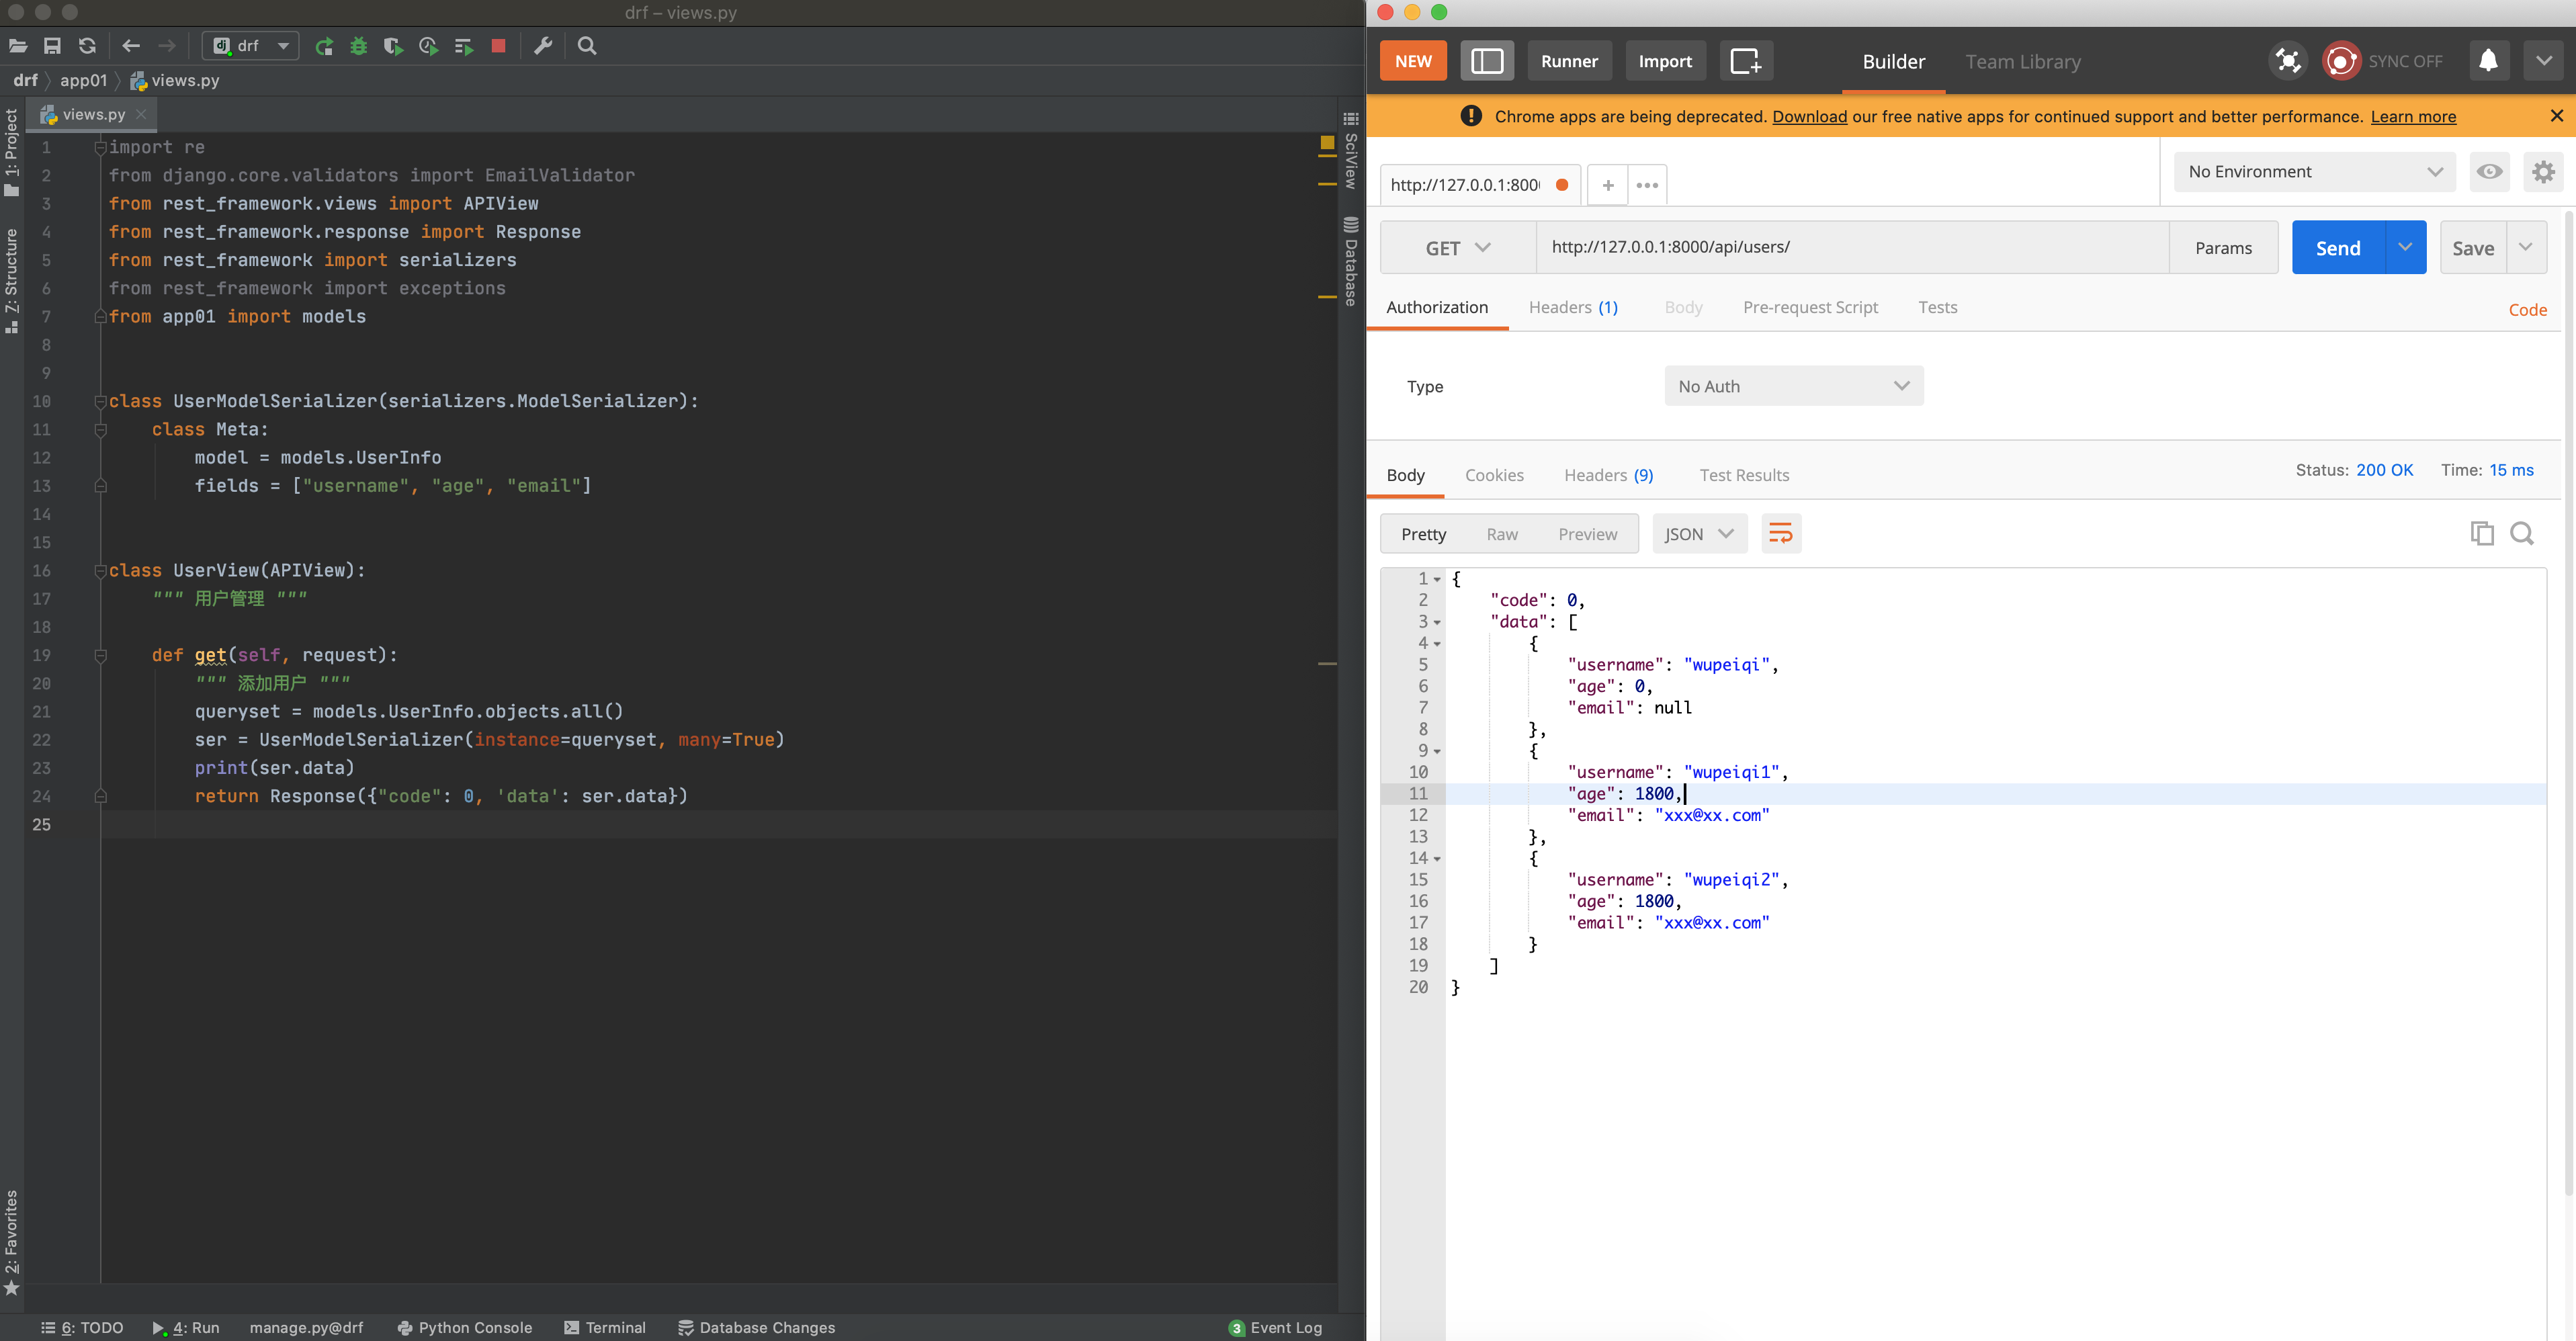 drf – views.py
drf
drf app01 views.py
views.py
1: Project
Z: Structure
2: Favorites
1 import re
2 from django.core.validators import EmailValidator
3 from rest_framework.views import APIView
4 from rest_framework.response import Response
5 from rest_framework import serializers
6 from rest_framework import exceptions
7 from app01 import models
8
9
10 class UserModelSerializer(serializers.ModelSerializer):
11     class Meta:
12         model = models.UserInfo
13         fields = ["username", "age", "email"]
14
15
16 class UserView(APIView):
17     """ 用户管理 """
18
19     def get(self, request):
20         """ 添加用户 """
21         queryset = models.UserInfo.objects.all()
22         ser = UserModelSerializer(instance=queryset, many=True)
23         print(ser.data)
24         return Response({"code": 0, 'data': ser.data})
25
SciView
Database
6: TODO 4: Run manage.py@drf Python Console Terminal Database Changes 3 Event Log
NEW Runner Import Builder Team Library SYNC OFF
Chrome apps are being deprecated. Download our free native apps for continued support and better performance. Learn more
http://127.0.0.1:800 + ••• No Environment
GET http://127.0.0.1:8000/api/users/ Params Send Save
Authorization Headers (1) Body Pre-request Script Tests Code
Type No Auth
Body Cookies Headers (9) Test Results Status: 200 OK Time: 15 ms
Pretty Raw Preview JSON
1 {
2     "code": 0,
3     "data": [
4         {
5             "username": "wupeiqi",
6             "age": 0,
7             "email": null
8         },
9         {
10             "username": "wupeiqi1",
11             "age": 1800,
12             "email": "xxx@xx.com"
13         },
14         {
15             "username": "wupeiqi2",
16             "age": 1800,
17             "email": "xxx@xx.com"
18         }
19     ]
20 }